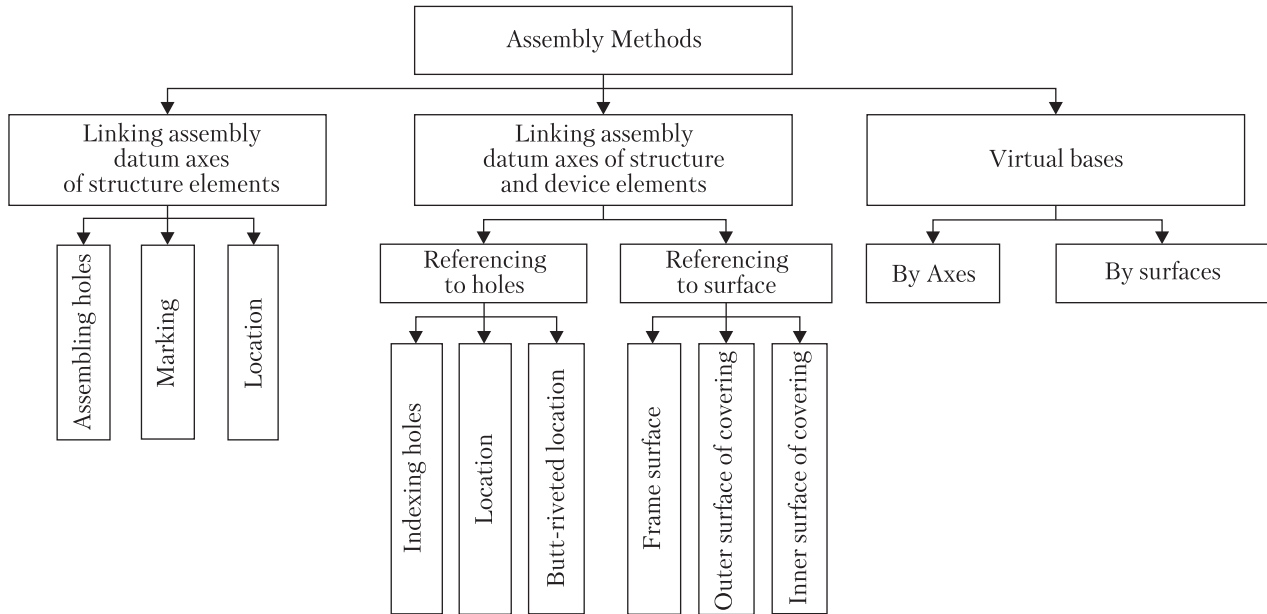 Assembly Methods
Linking assembly
datum axes
of structure elements
Linking assembly
datum axes of structure
and device elements
Virtual bases
Assembling holes
Marking
Location
Referencing
to holes
Referencing
to surface
By Axes
By surfaces
Indexing holes
Location
Butt-riveted location
Frame surface
Outer surface of covering
Inner surface of covering